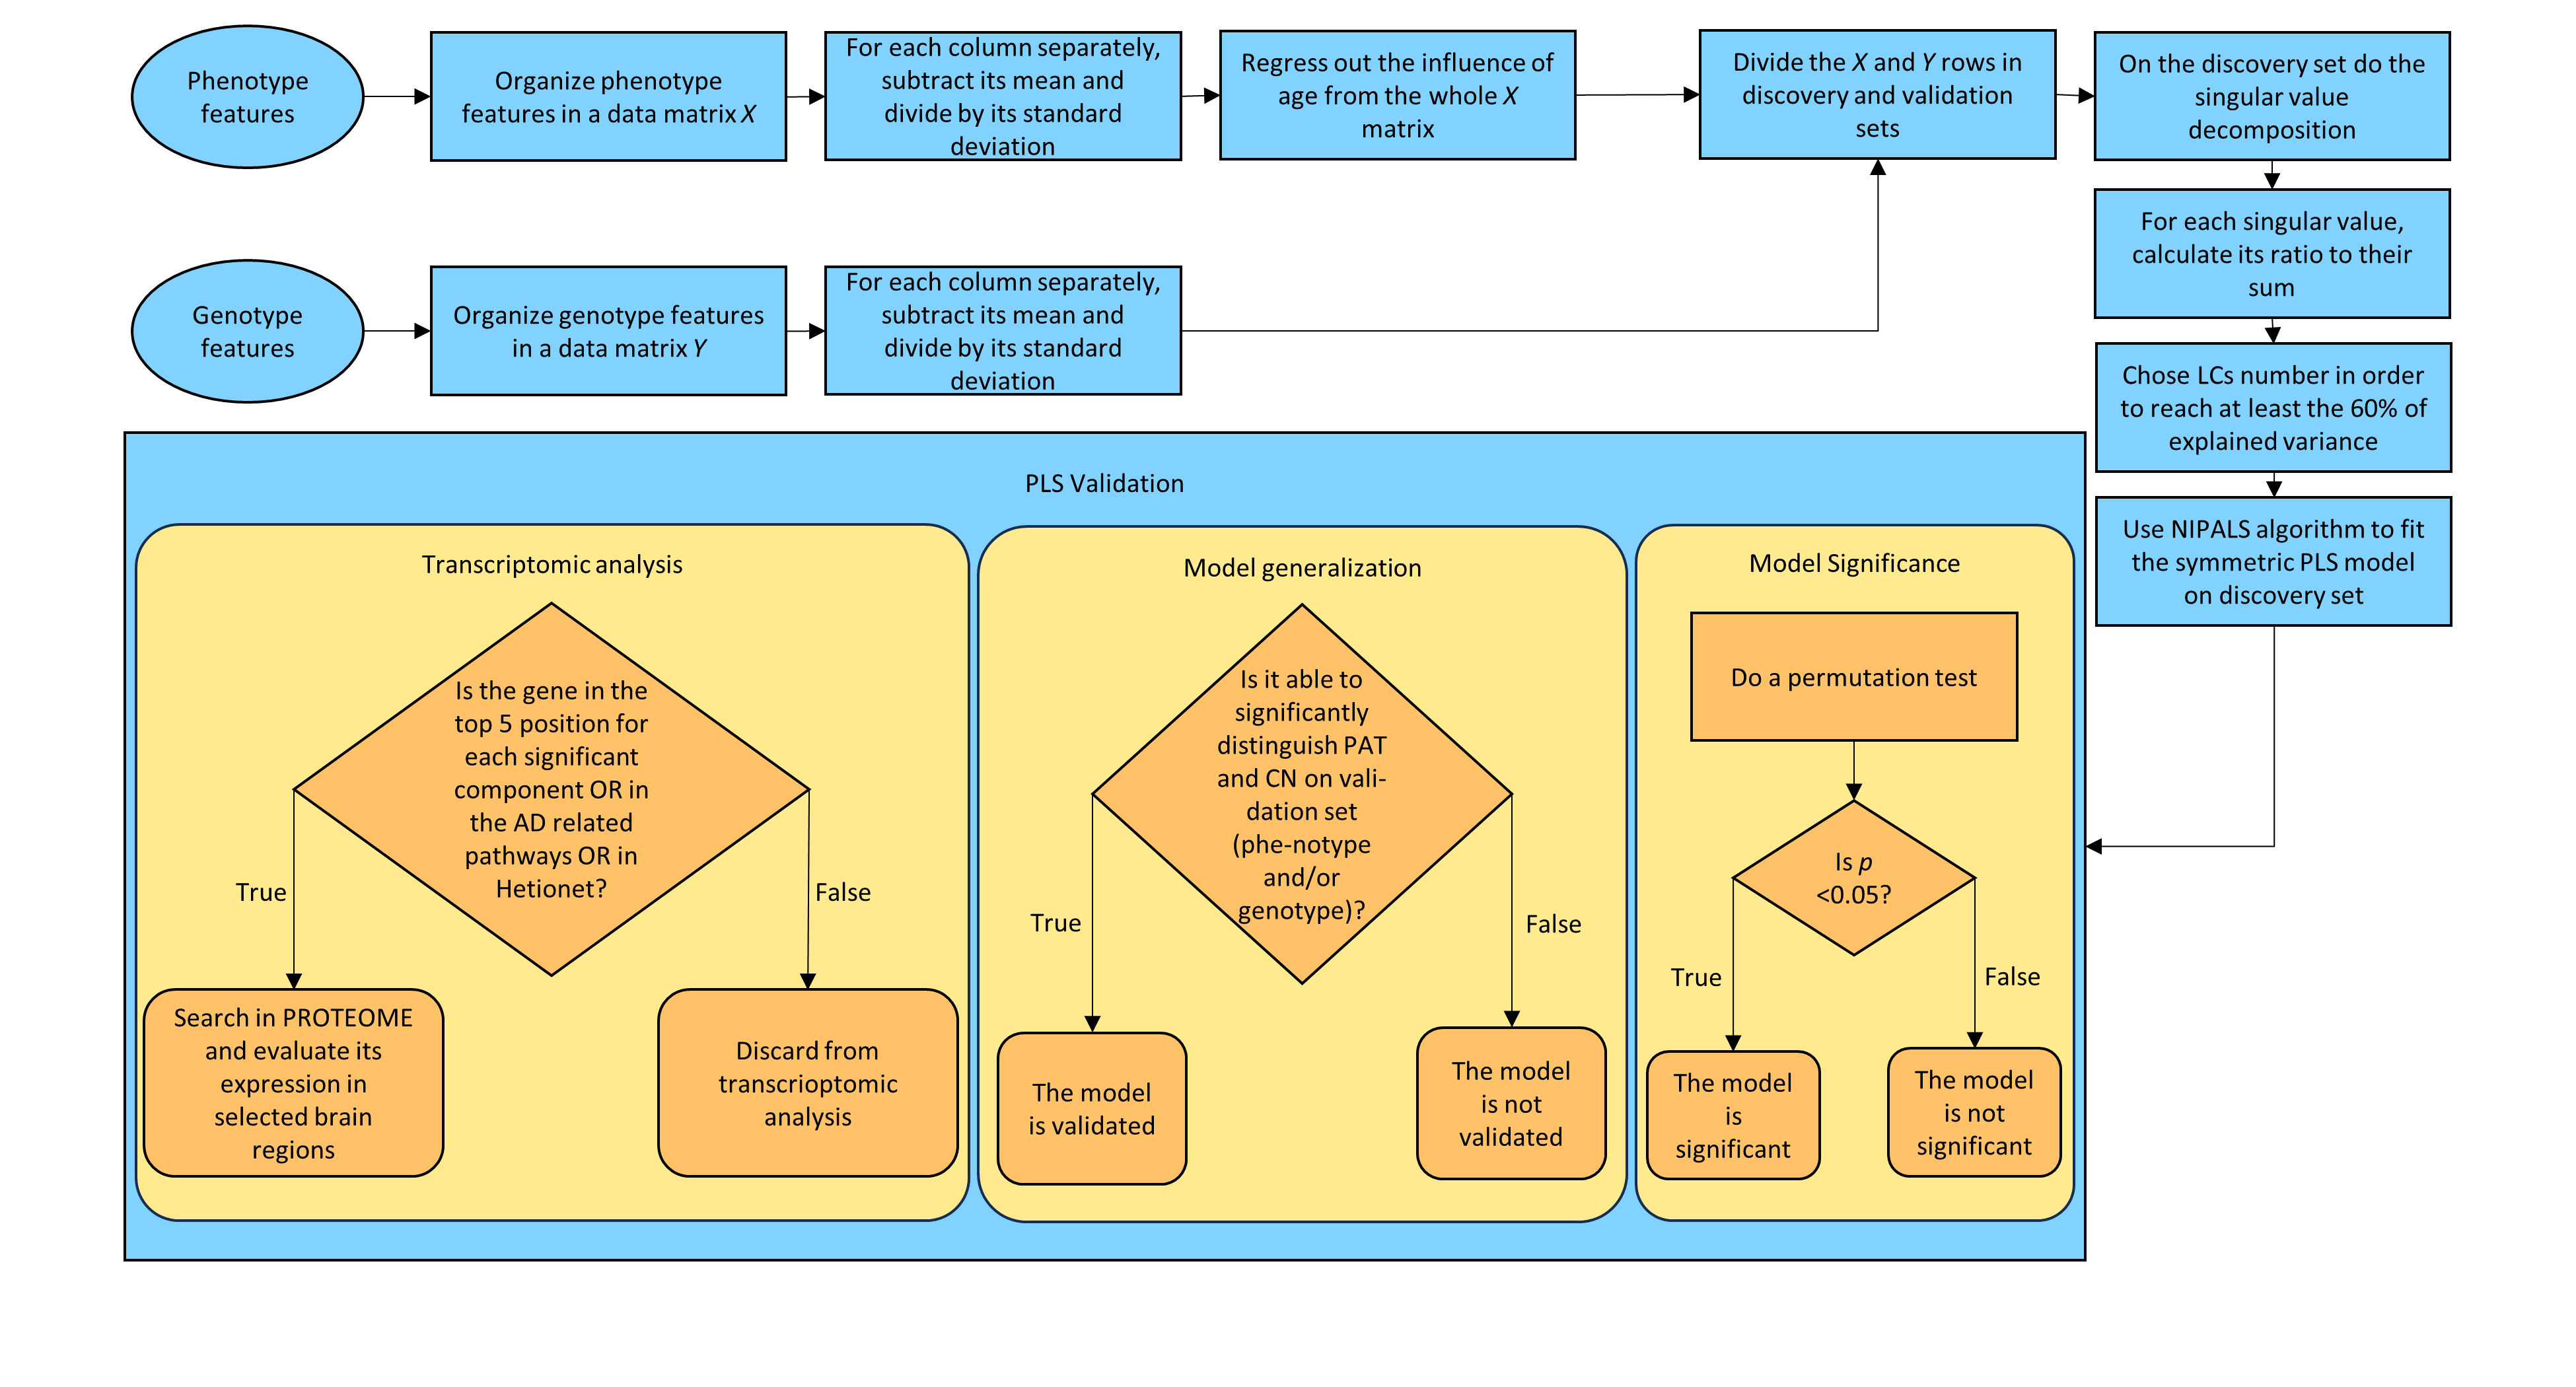 Phenotype
features
Organize phenotype
features in a data matrix X
For each column separately,
subtract its mean and
divide by its standard
deviation
Regress out the influence of
age from the whole X
matrix
Divide the X and Y rows in
discovery and validation
sets
On the discovery set do the
singular value
decomposition
For each singular value,
calculate its ratio to their
sum
Genotype
features
Organize genotype features
in a data matrix Y
For each column separately,
subtract its mean and
divide by its standard
deviation
Chose LCs number in order
to reach at least the 60% of
explained variance
Use NIPALS algorithm to fit
the symmetric PLS model
on discovery set
PLS Validation
Transcriptomic analysis
Is the gene in the
top 5 position for
each significant
component OR in
the AD related
pathways OR in
Hetionet?
True
False
Search in PROTEOME
and evaluate its
expression in
selected brain
regions
Discard from
transcrioptomic
analysis
Model generalization
Is it able to
significantly
distinguish PAT
and CN on vali-
dation set
(phe-notype
and/or
genotype)?
True
False
The model
is validated
The model
is not
validated
Model Significance
Do a permutation test
Is p
<0.05?
True
False
The model
is
significant
The model
is not
significant